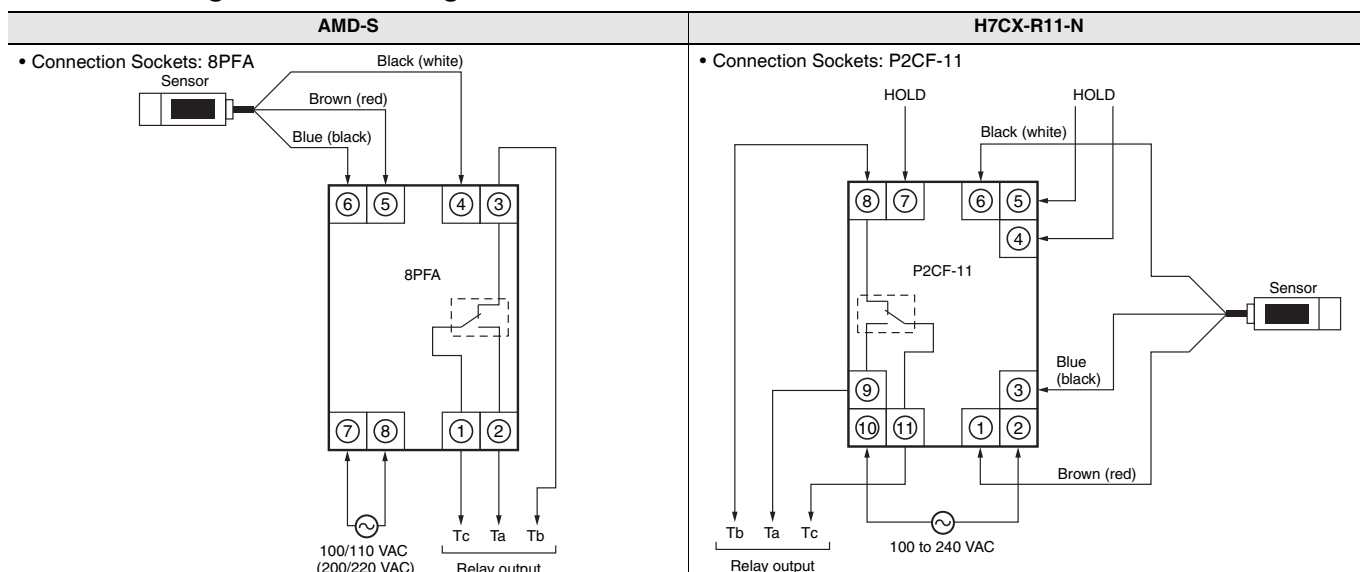 AMD-S
H7CX-R11-N
• Connection Sockets: 8PFA
Sensor
Black (white)
Brown (red)
Blue (black)
6 5 4 3
8PFA
7 8 1 2
100/110 VAC
(200/220 VAC)
Tc Ta Tb
Relay output
• Connection Sockets: P2CF-11
HOLD HOLD
Black (white)
8 7 6 5
4
P2CF-11
Sensor
Blue
(black)
9 3
10 11 1 2
Brown (red)
Tb Ta Tc
100 to 240 VAC
Relay output